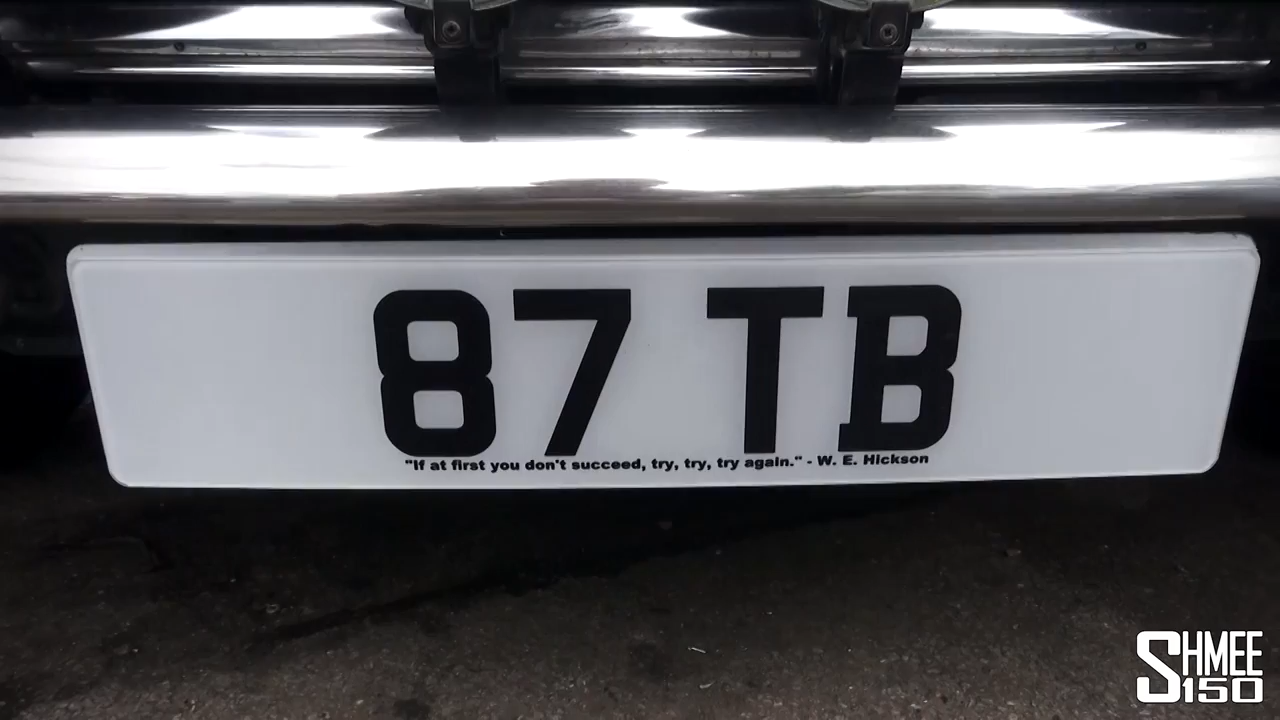 87 TB
"If at first you don't succeed, try, try, try again." - W. E. Hickson
SHMEE
150